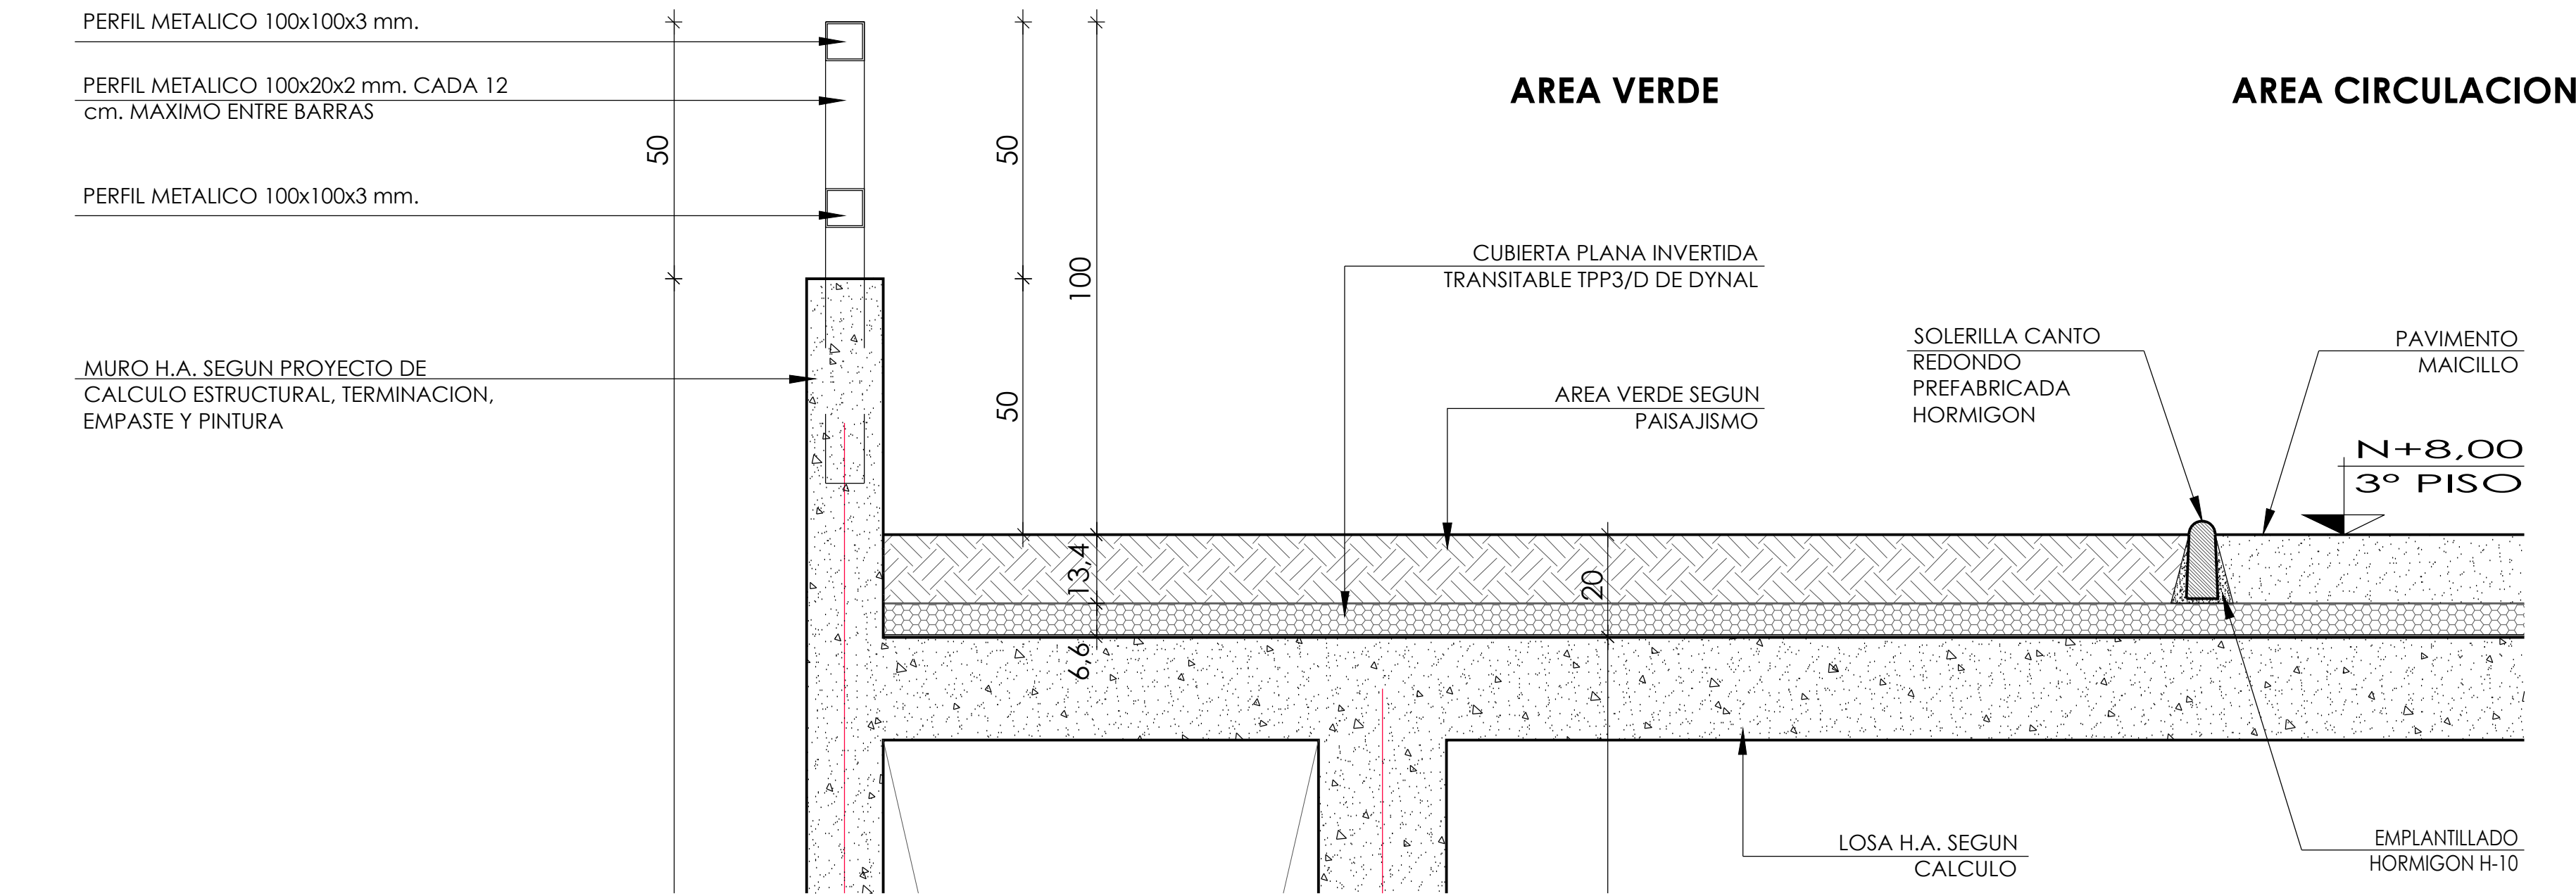 PERFIL METALICO 100x100x3 mm.
PERFIL METALICO 100x20x2 mm. CADA 12
cm. MAXIMO ENTRE BARRAS
PERFIL METALICO 100x100x3 mm.
MURO H.A. SEGUN PROYECTO DE
CALCULO ESTRUCTURAL, TERMINACION,
EMPASTE Y PINTURA
50
50
100
50
13,4
6,6
20
AREA VERDE
AREA CIRCULACION
CUBIERTA PLANA INVERTIDA
TRANSITABLE TPP3/D DE DYNAL
AREA VERDE SEGUN
PAISAJISMO
SOLERILLA CANTO
REDONDO
PREFABRICADA
HORMIGON
PAVIMENTO
MAICILLO
N+8,00
3º PISO
LOSA H.A. SEGUN
CALCULO
EMPLANTILLADO
HORMIGON H-10